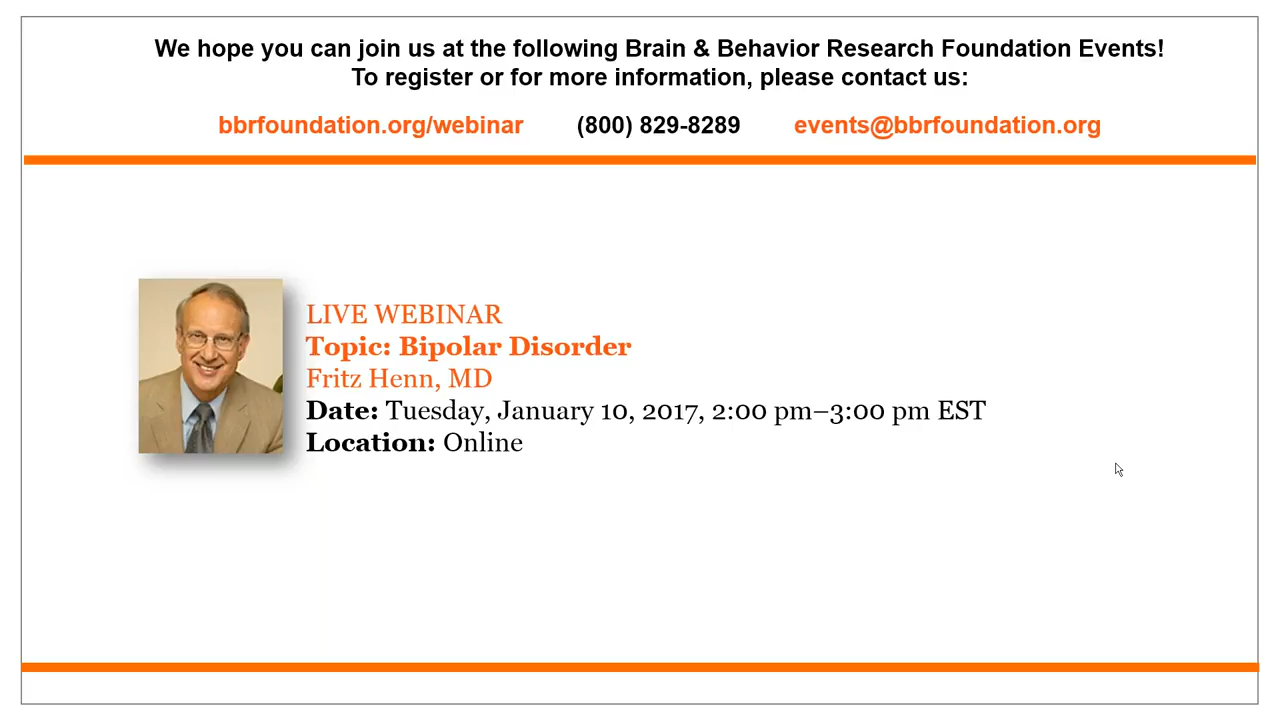 We hope you can join us at the following Brain & Behavior Research Foundation Events!
To register or for more information, please contact us:
bbrfoundation.org/webinar (800) 829-8289 events@bbrfoundation.org
LIVE WEBINAR
Topic: Bipolar Disorder
Fritz Henn, MD
Date: Tuesday, January 10, 2017, 2:00 pm–3:00 pm EST
Location: Online